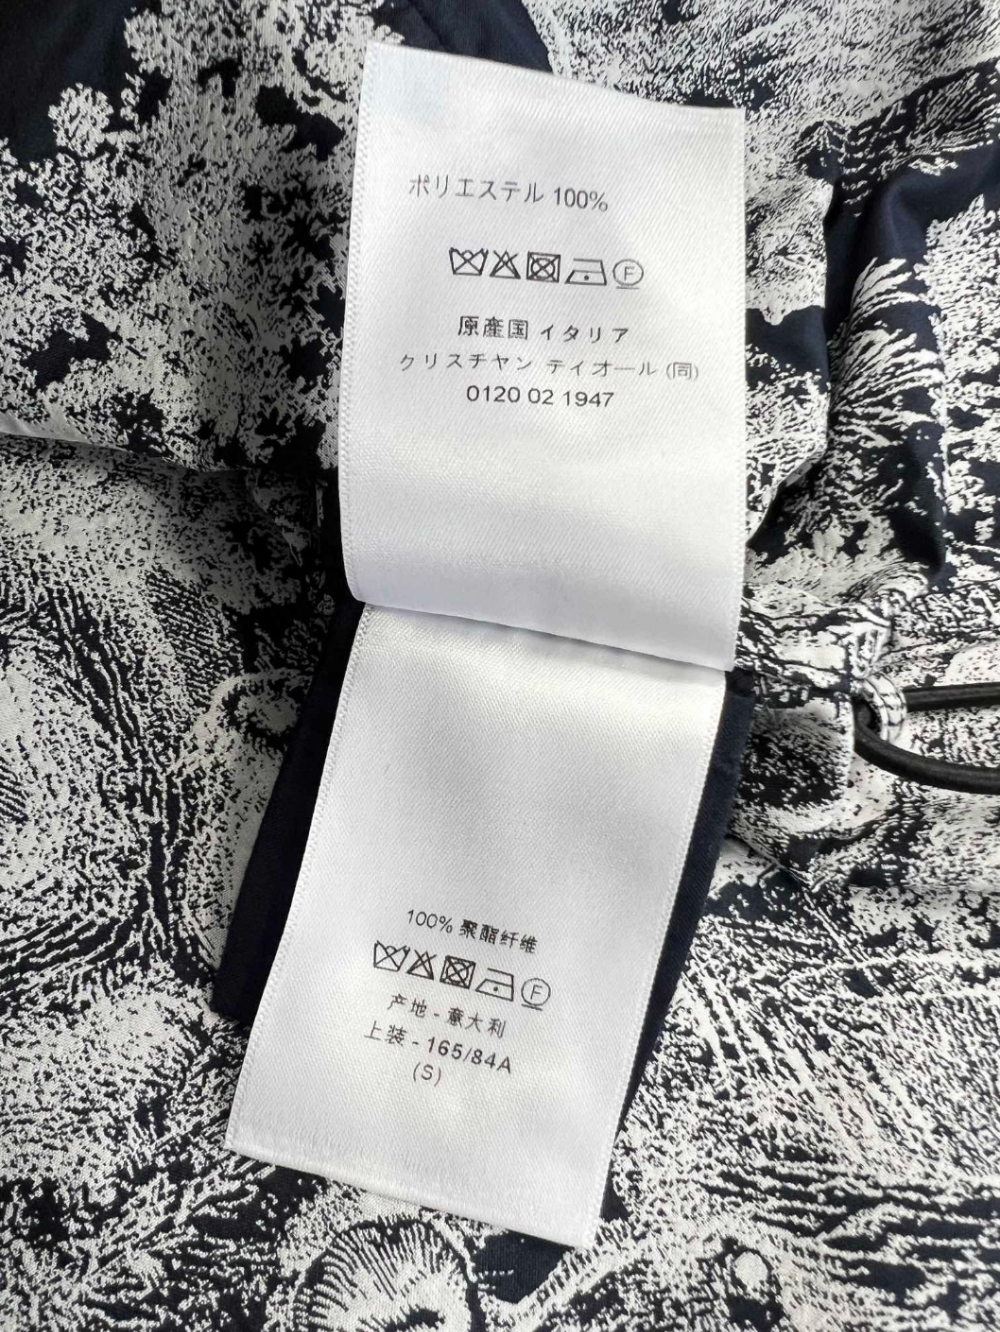 ポリエステル 100%
F
原産国 イタリア
クリスチャン ディオール (同)
0120 02 1947
100% 聚酯纤维
F
产地 - 意大利
上装 - 165/84A
(S)